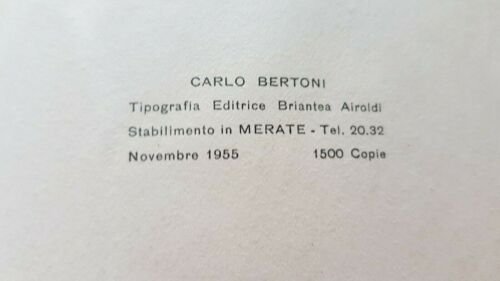 CARLO BERTONI
Tipografia Editrice Briantea Airoldi
Stabilimento in MERATE - Tel. 20.32
Novembre 1955 1500 Copie